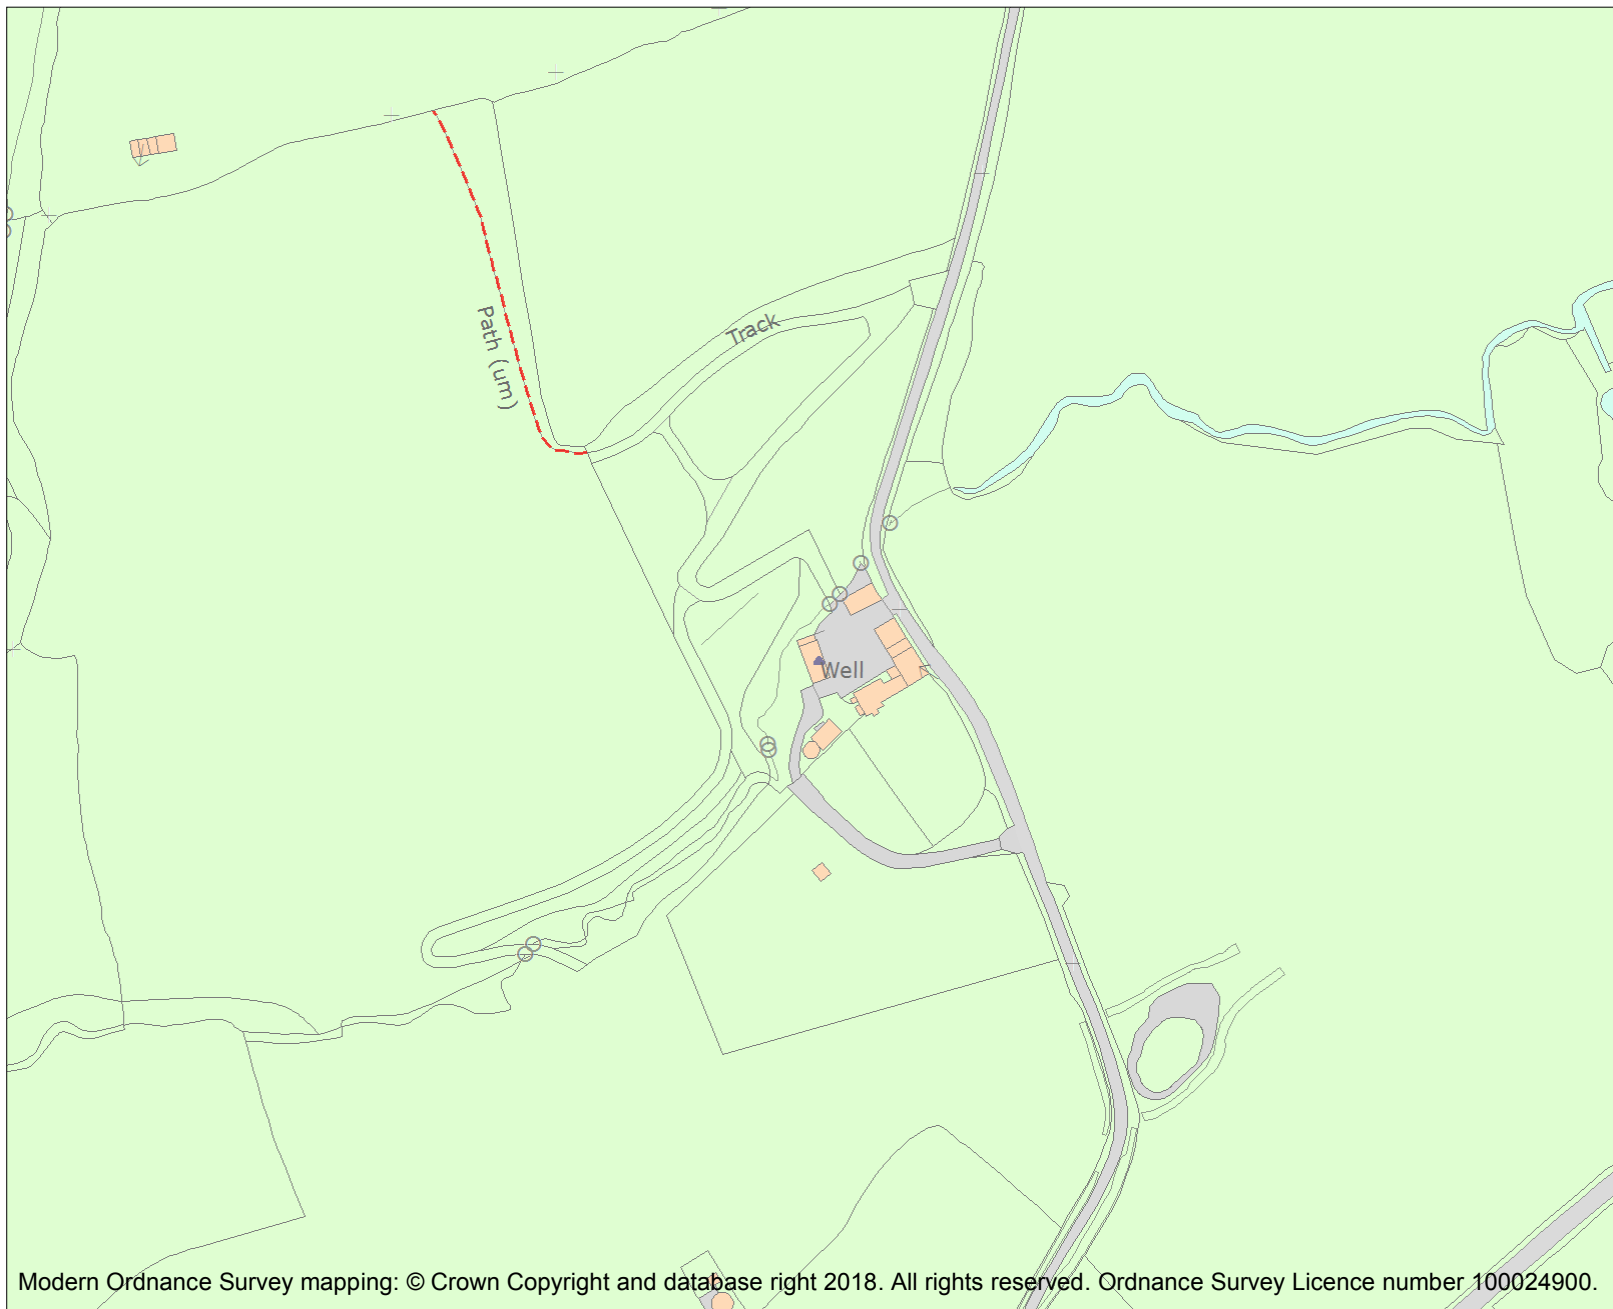 Track
Path (um)
Well
Modern Ordnance Survey mapping: © Crown Copyright and database right 2018. All rights reserved. Ordnance Survey Licence number 100024900.